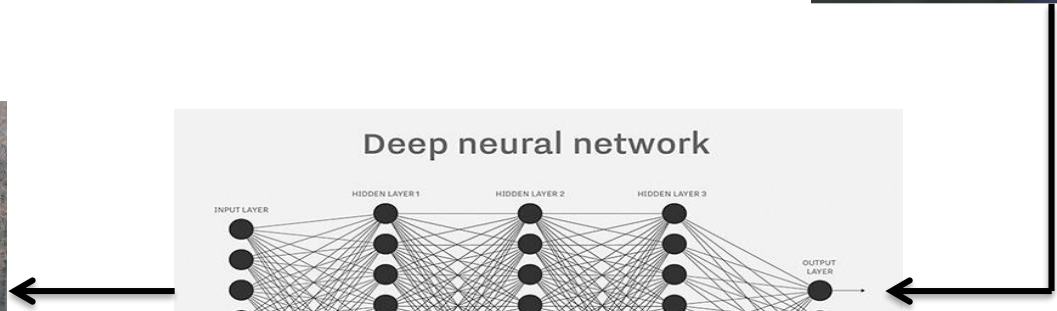 Deep neural network
HIDDEN LAYER 1
HIDDEN LAYER 2
HIDDEN LAYER 3
INPUT LAYER
OUTPUT
LAYER